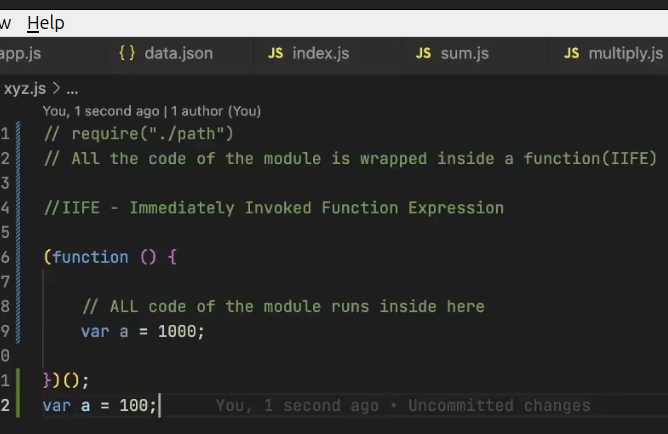 w Help
app.js {} data.json JS index.js JS sum.js JS multiply.js
xyz.js > ...
You, 1 second ago | 1 author (You)
1 // require("./path")
2 // All the code of the module is wrapped inside a function(IIFE)
3
4 //IIFE - Immediately Invoked Function Expression
5
6 (function () {
7
8 // ALL code of the module runs inside here
9 var a = 1000;
0
1 })();
2 var a = 100; You, 1 second ago • Uncommitted changes